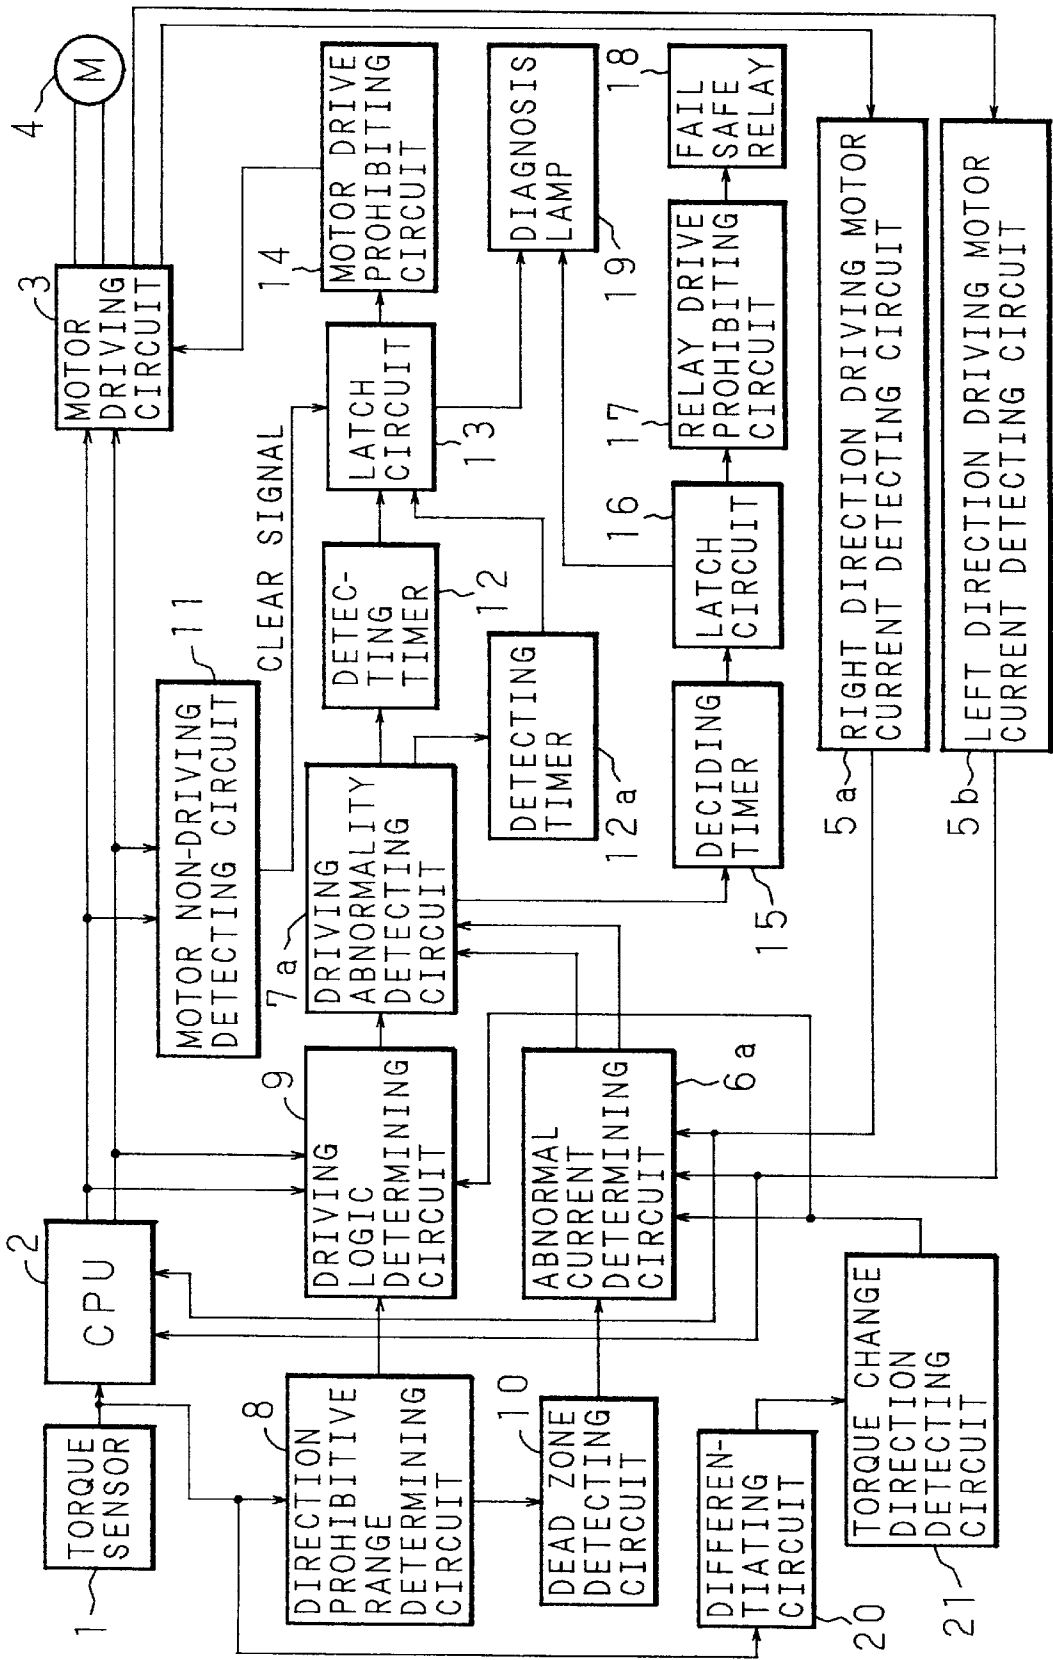 1
TORQUE
SENSOR
2
CPU
3
MOTOR
DRIVING
CIRCUIT
4
M
11
MOTOR NON-DRIVING
DETECTING CIRCUIT
CLEAR SIGNAL
8
DIRECTION
PROHIBITIVE
RANGE
DETERMINING
CIRCUIT
9
DRIVING
LOGIC
DETERMINING
CIRCUIT
7a
DRIVING
ABNORMALITY
DETECTING
CIRCUIT
12
DETEC-
TING
TIMER
13
LATCH
CIRCUIT
14
MOTOR DRIVE
PROHIBITING
CIRCUIT
10
DEAD ZONE
DETECTING
CIRCUIT
6a
ABNORMAL
CURRENT
DETERMINING
CIRCUIT
12a
DETECTING
TIMER
19
DIAGNOSIS
LAMP
15
DECIDING
TIMER
16
LATCH
CIRCUIT
17
RELAY DRIVE
PROHIBITING
CIRCUIT
18
FAIL
SAFE
RELAY
20
DIFFEREN-
TIATING
CIRCUIT
21
TORQUE CHANGE
DIRECTION
DETECTING
CIRCUIT
5a
RIGHT DIRECTION DRIVING MOTOR
CURRENT DETECTING CIRCUIT
5b
LEFT DIRECTION DRIVING MOTOR
CURRENT DETECTING CIRCUIT